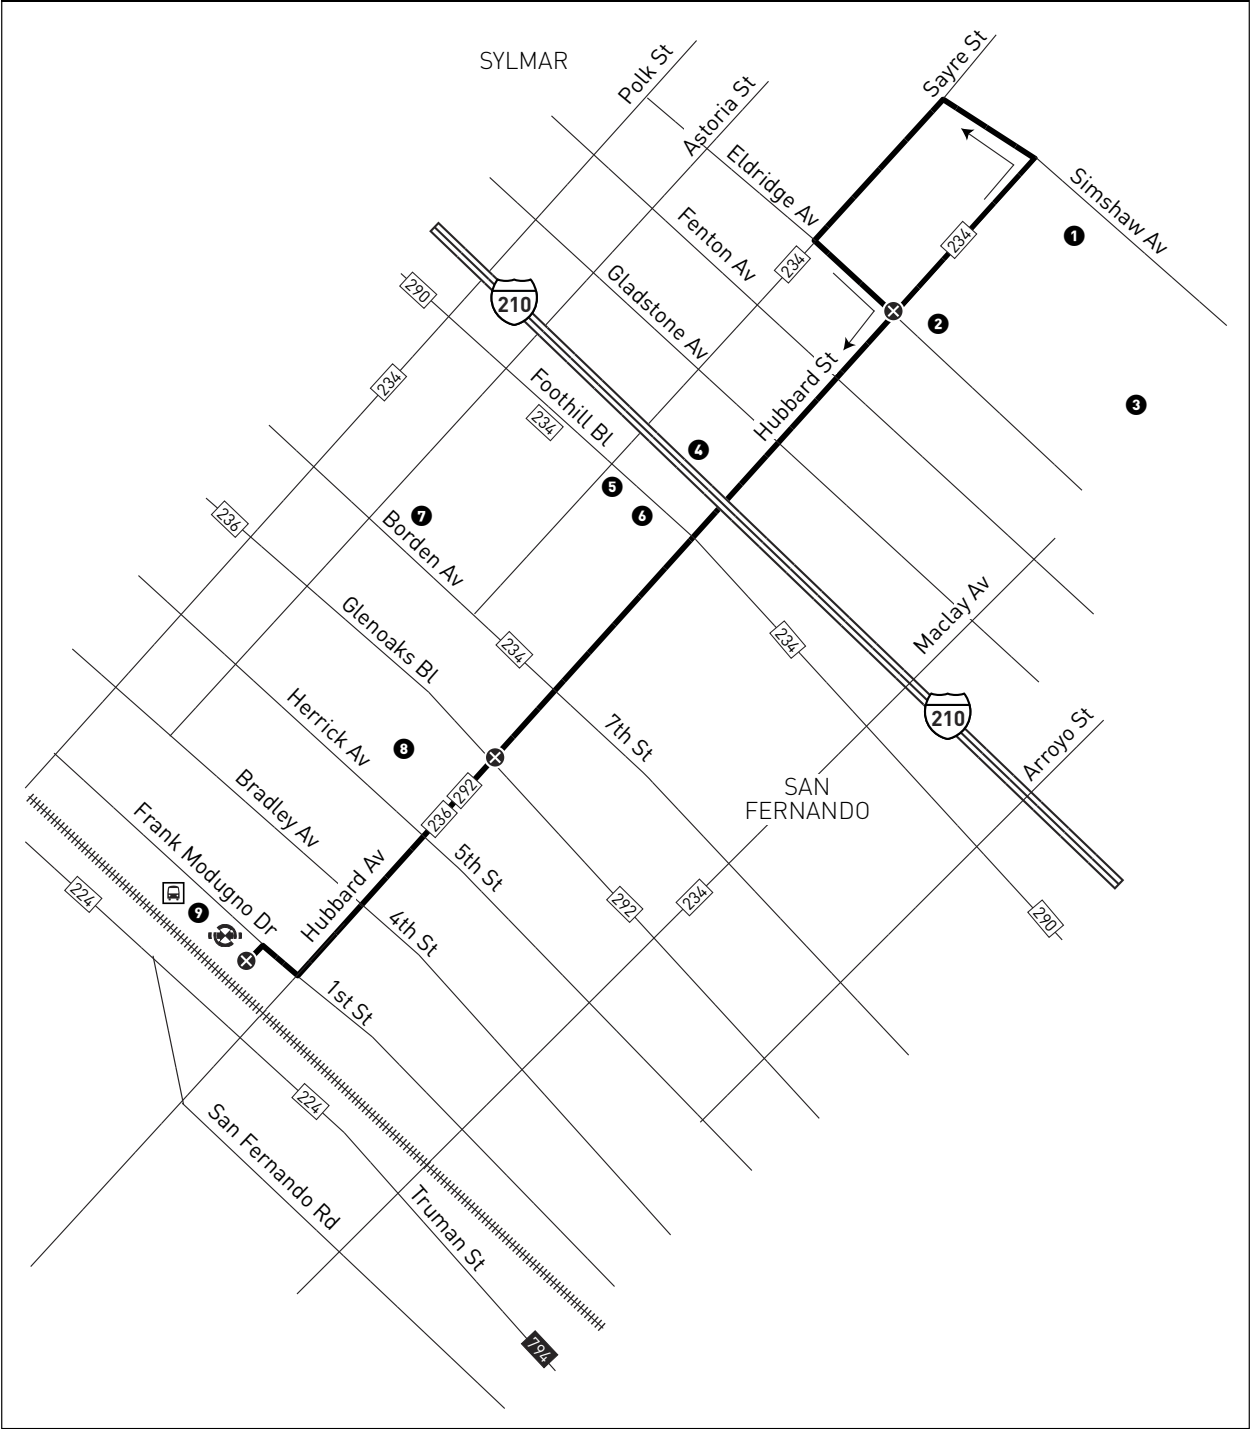 SYLMAR
Polk St
Astoria St
Sayre St
Eldridge Av
Simshaw Av
Fenton Av
Gladstone Av
234
234
1
290
210
2
Hubbard St
234
Foothill Bl
234
3
4
5
6
7
Borden Av
236
Glenoaks Bl
234
234
Maclay Av
210
Herrick Av
8
7th St
Arroyo St
Bradley Av
292
236
SAN
FERNANDO
Frank Modugno Dr
Hubbard Av
5th St
224
9
4th St
292
234
290
1st St
224
San Fernando Rd
Truman St
794